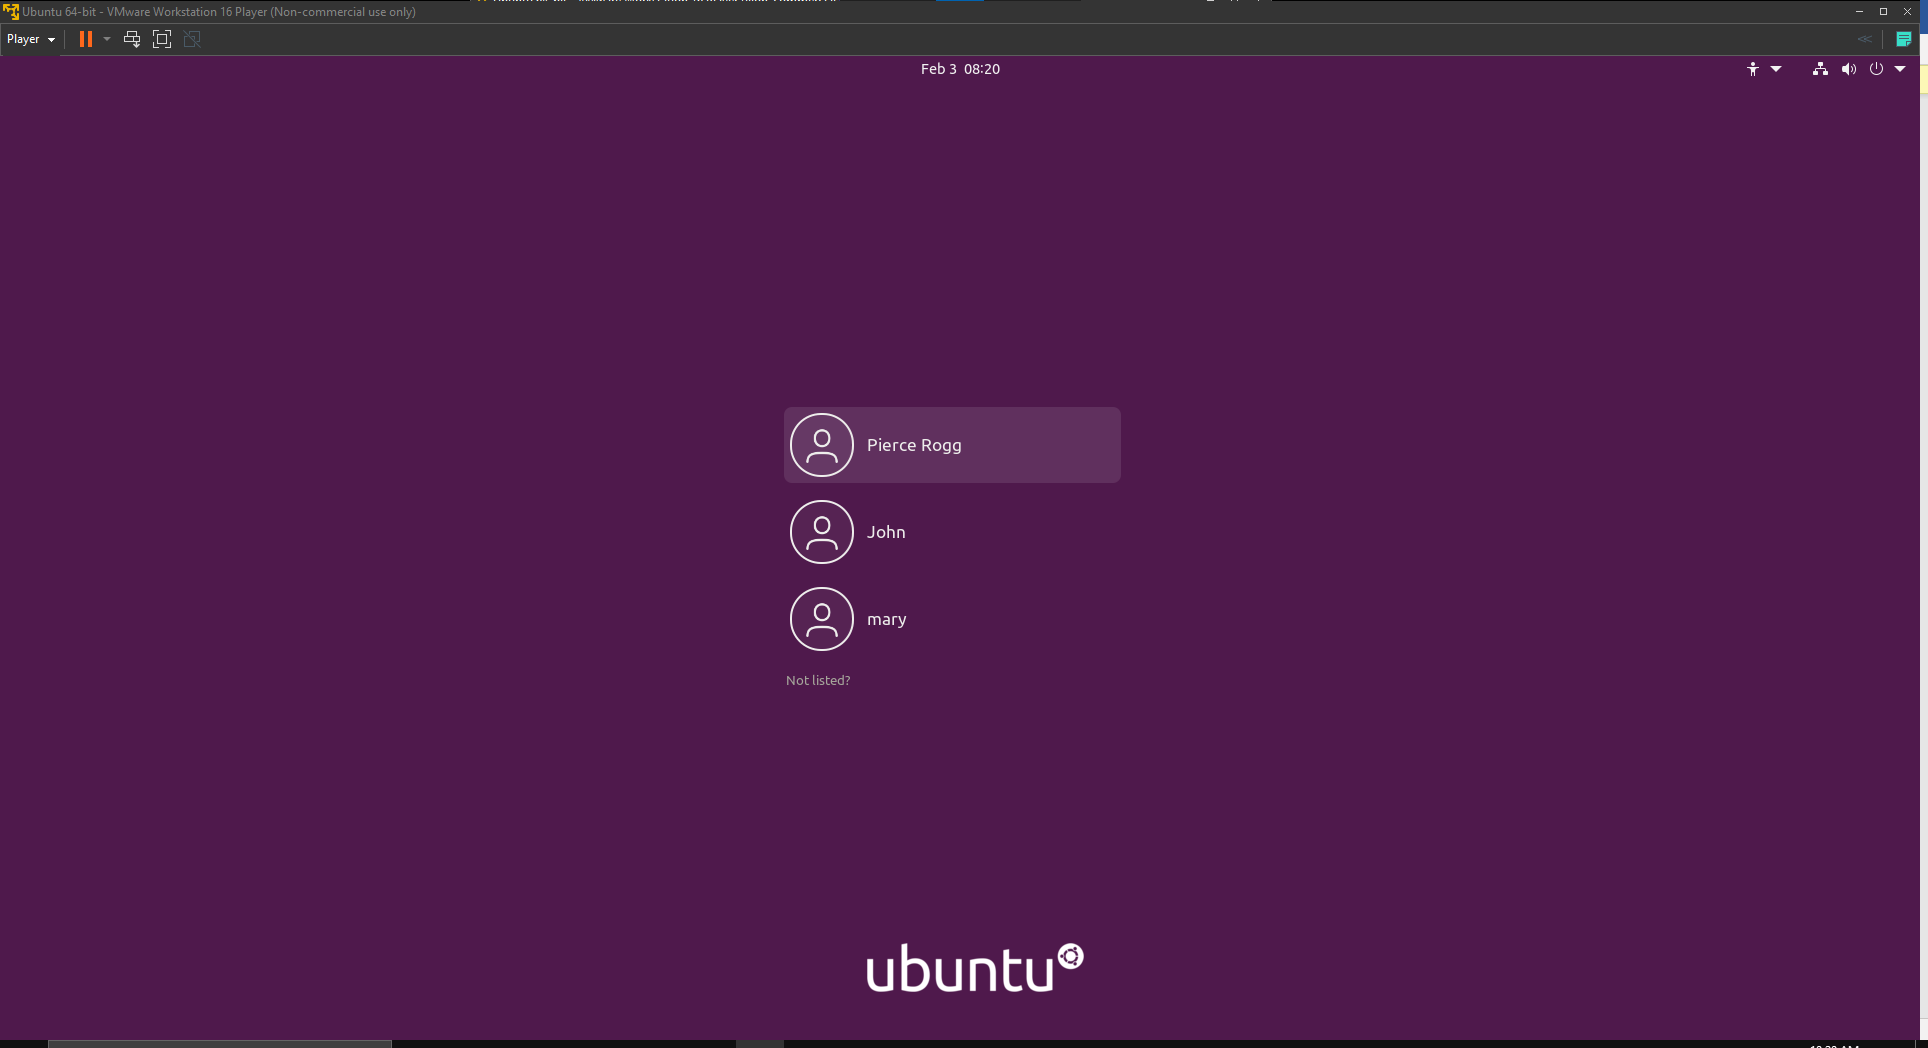 Ubuntu 64-bit - VMware Workstation 16 Player (Non-commercial use only)
Player
Feb 3 08:20
Pierce Rogg
John
mary
Not listed?
ubuntu